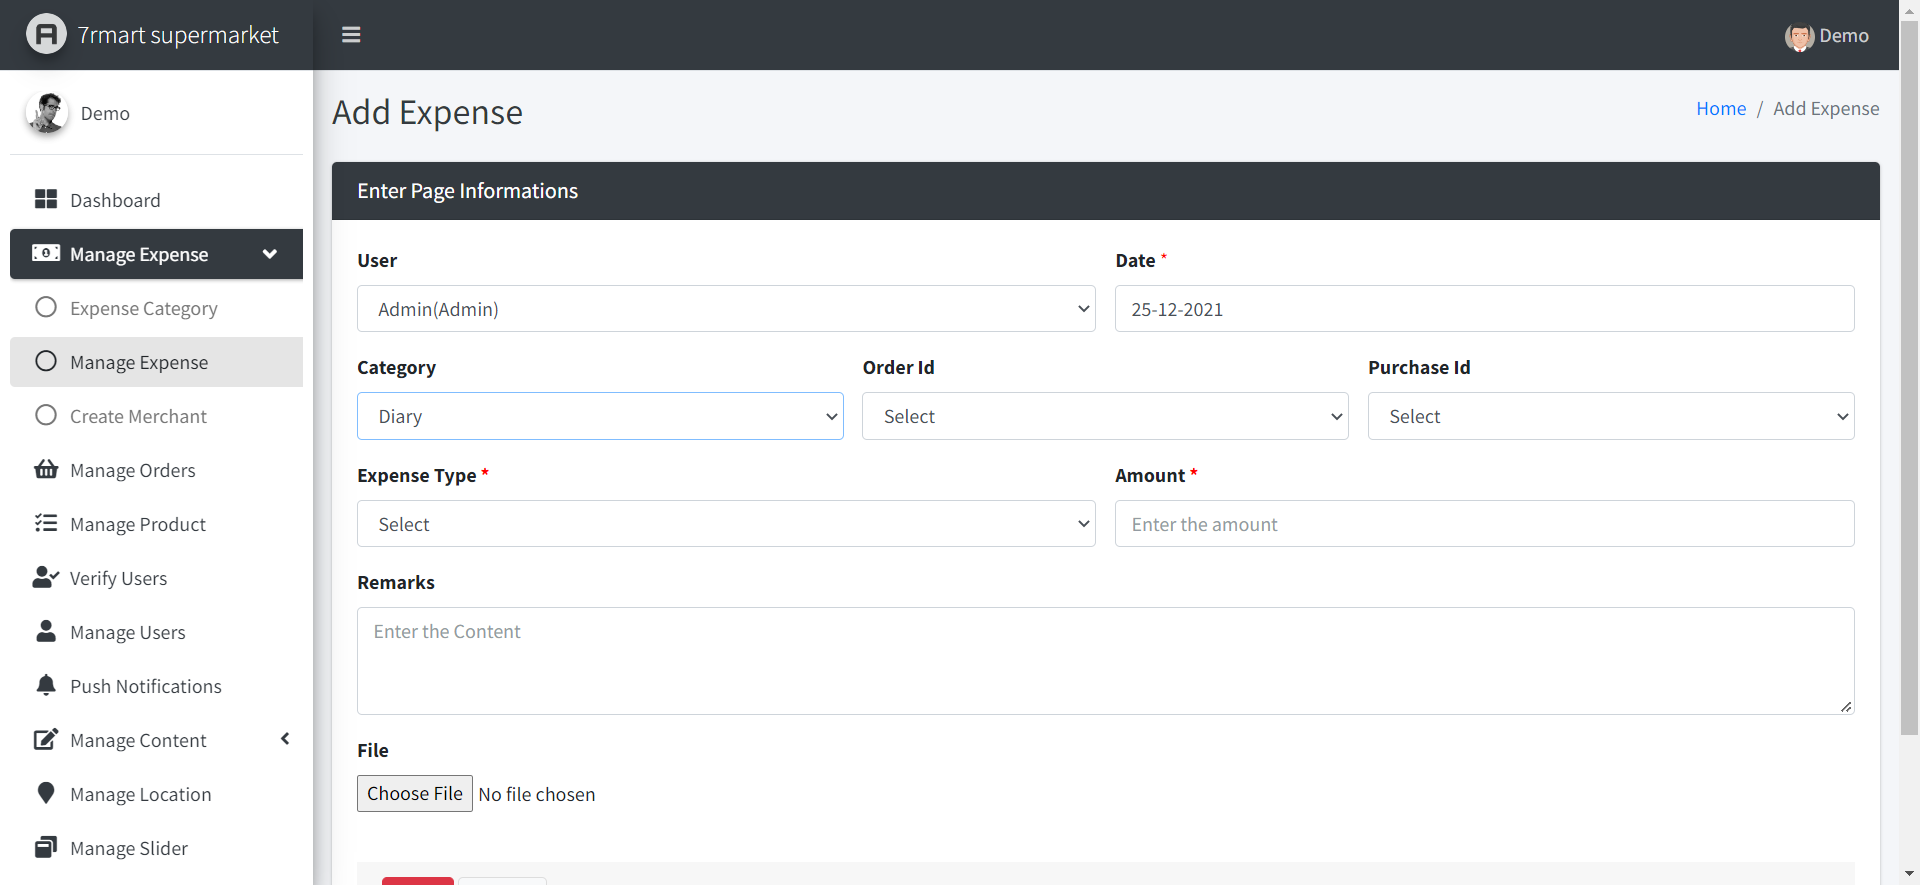 7rmart supermarket
Demo
Demo
Dashboard
Manage Expense
Expense Category
Manage Expense
Create Merchant
Manage Orders
Manage Product
Verify Users
Manage Users
Push Notifications
Manage Content
Manage Location
Manage Slider
Add Expense
Home / Add Expense
Enter Page Informations
User
Admin(Admin)
Date *
25-12-2021
Category
Diary
Order Id
Select
Purchase Id
Select
Expense Type *
Select
Amount *
Enter the amount
Remarks
Enter the Content
File
Choose File No file chosen